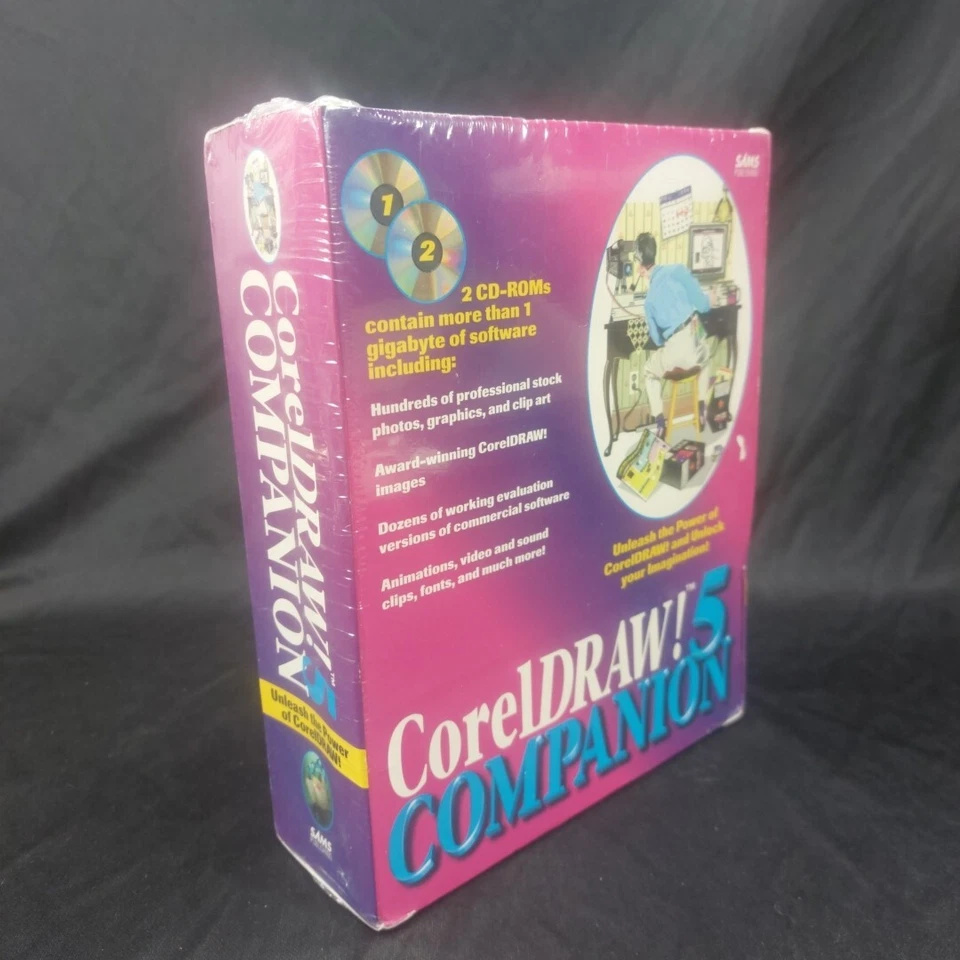 CorelDRAW!™ 5
COMPANION
Unleash the Power
of CorelDRAW!
SAMS
SAMS
1
2
2 CD-ROMs
contain more than 1
gigabyte of software
including:
Hundreds of professional stock
photos, graphics, and clip art
Award-winning CorelDRAW!
images
Dozens of working evaluation
versions of commercial software
Animations, video and sound
clips, fonts, and much more!
Unleash the Power of
CorelDRAW! and Unlock
your Imagination!
CorelDRAW!™ 5
COMPANION